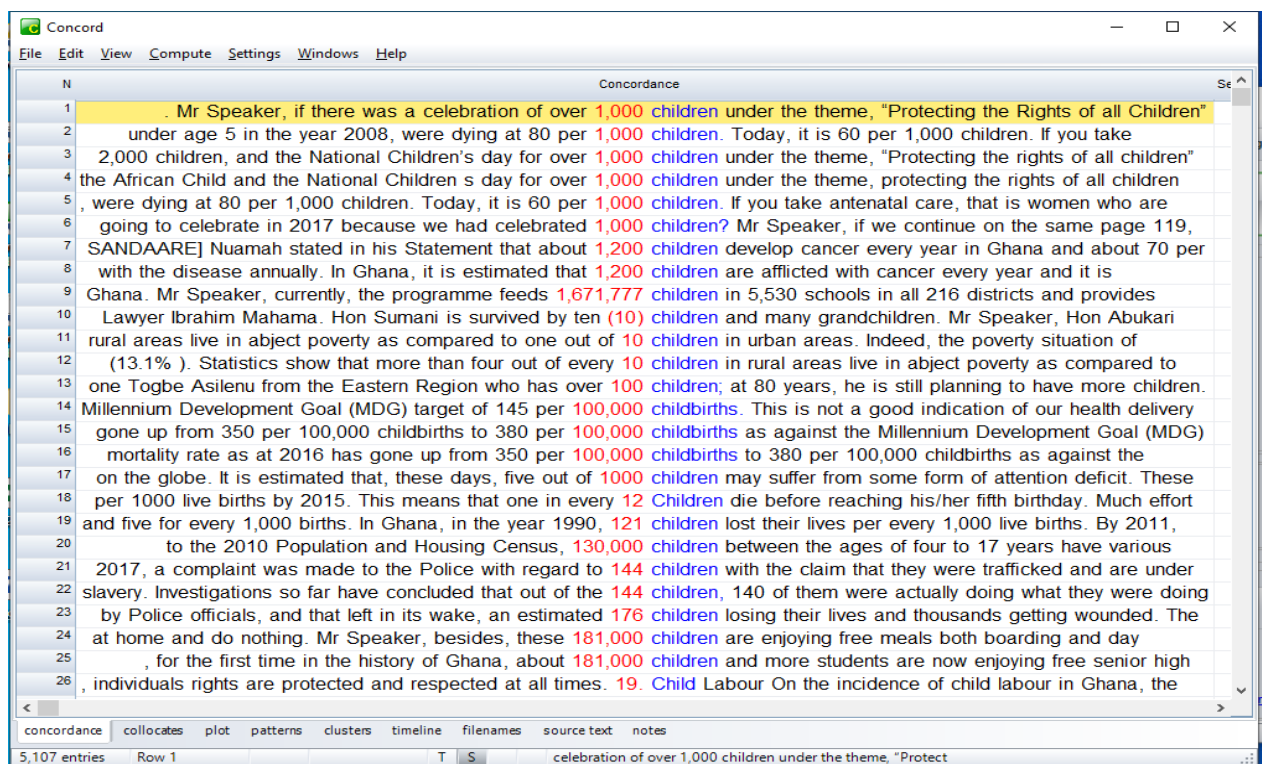 Concord
File Edit View Compute Settings Windows Help
N Concordance Se
1 . Mr Speaker, if there was a celebration of over 1,000 children under the theme, “Protecting the Rights of all Children”
2 under age 5 in the year 2008, were dying at 80 per 1,000 children. Today, it is 60 per 1,000 children. If you take
3 2,000 children, and the National Children’s day for over 1,000 children under the theme, “Protecting the rights of all children”
4 the African Child and the National Children s day for over 1,000 children under the theme, protecting the rights of all children
5 , were dying at 80 per 1,000 children. Today, it is 60 per 1,000 children. If you take antenatal care, that is women who are
6 going to celebrate in 2017 because we had celebrated 1,000 children? Mr Speaker, if we continue on the same page 119,
7 SANDAARE] Nuamah stated in his Statement that about 1,200 children develop cancer every year in Ghana and about 70 per
8 with the disease annually. In Ghana, it is estimated that 1,200 children are afflicted with cancer every year and it is
9 Ghana. Mr Speaker, currently, the programme feeds 1,671,777 children in 5,530 schools in all 216 districts and provides
10 Lawyer Ibrahim Mahama. Hon Sumani is survived by ten (10) children and many grandchildren. Mr Speaker, Hon Abukari
11 rural areas live in abject poverty as compared to one out of 10 children in urban areas. Indeed, the poverty situation of
12 (13.1% ). Statistics show that more than four out of every 10 children in rural areas live in abject poverty as compared to
13 one Togbe Asilenu from the Eastern Region who has over 100 children; at 80 years, he is still planning to have more children.
14 Millennium Development Goal (MDG) target of 145 per 100,000 childbirths. This is not a good indication of our health delivery
15 gone up from 350 per 100,000 childbirths to 380 per 100,000 childbirths as against the Millennium Development Goal (MDG)
16 mortality rate as at 2016 has gone up from 350 per 100,000 childbirths to 380 per 100,000 childbirths as against the
17 on the globe. It is estimated that, these days, five out of 1000 children may suffer from some form of attention deficit. These
18 per 1000 live births by 2015. This means that one in every 12 Children die before reaching his/her fifth birthday. Much effort
19 and five for every 1,000 births. In Ghana, in the year 1990, 121 children lost their lives per every 1,000 live births. By 2011,
20 to the 2010 Population and Housing Census, 130,000 children between the ages of four to 17 years have various
21 2017, a complaint was made to the Police with regard to 144 children with the claim that they were trafficked and are under
22 slavery. Investigations so far have concluded that out of the 144 children, 140 of them were actually doing what they were doing
23 by Police officials, and that left in its wake, an estimated 176 children losing their lives and thousands getting wounded. The
24 at home and do nothing. Mr Speaker, besides, these 181,000 children are enjoying free meals both boarding and day
25 , for the first time in the history of Ghana, about 181,000 children and more students are now enjoying free senior high
26 , individuals rights are protected and respected at all times. 19. Child Labour On the incidence of child labour in Ghana, the
concordance collocates plot patterns clusters timeline filenames source text notes
5,107 entries Row 1 T S celebration of over 1,000 children under the theme, “Protect